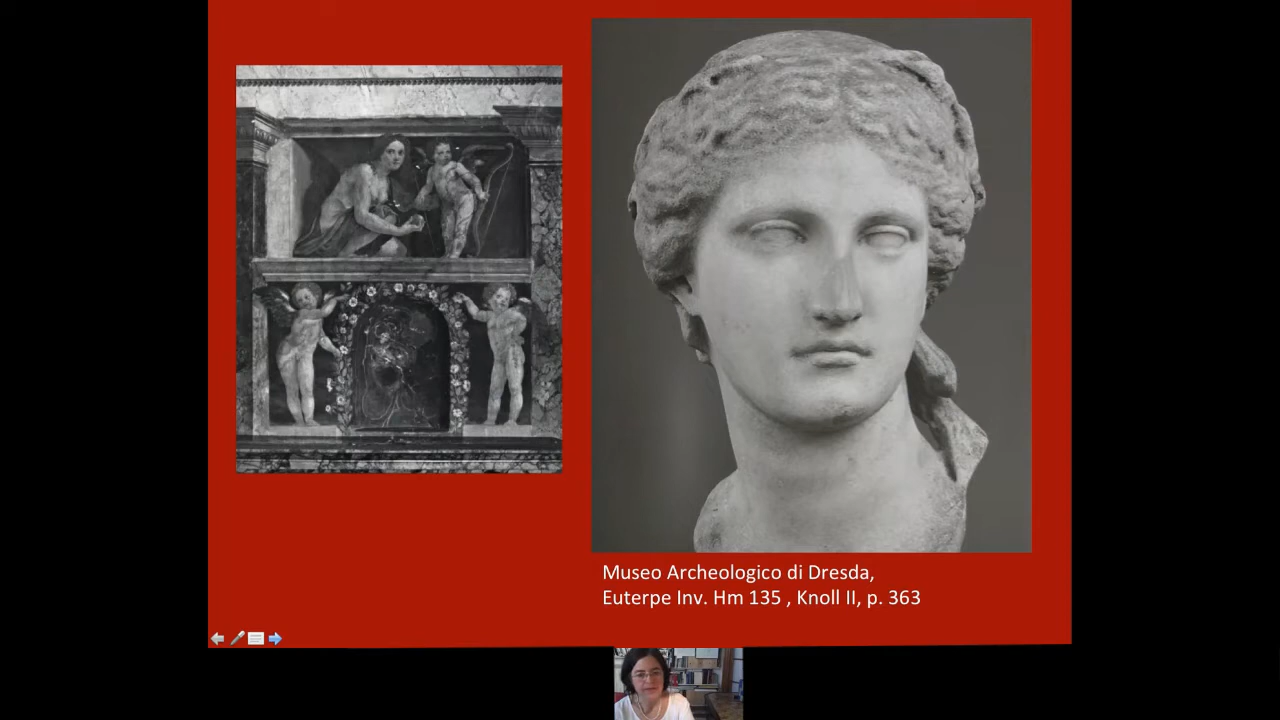 Museo Archeologico di Dresda,
Euterpe Inv. Hm 135 , Knoll II, p. 363